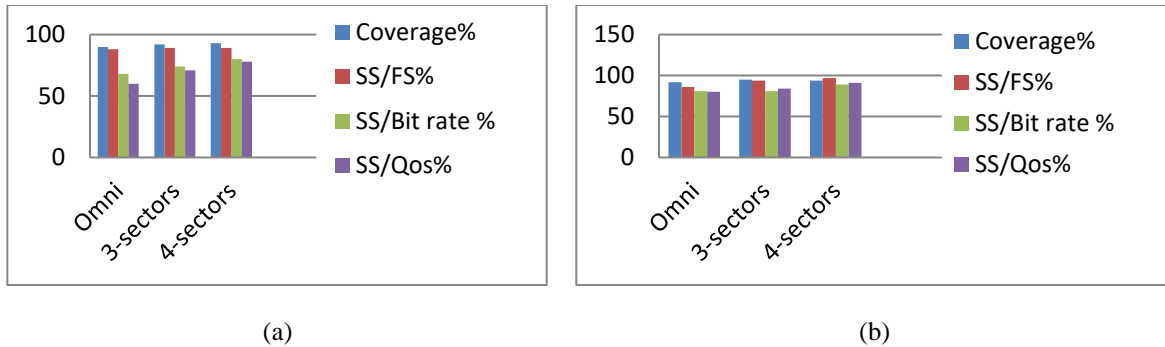 100
50
0
Omni
3-sectors
4-sectors
Coverage%
SS/FS%
SS/Bit rate %
SS/Qos%
(a)
150
100
50
0
Omni
3-sectors
4-sectors
Coverage%
SS/FS%
SS/Bit rate %
SS/Qos%
(b)